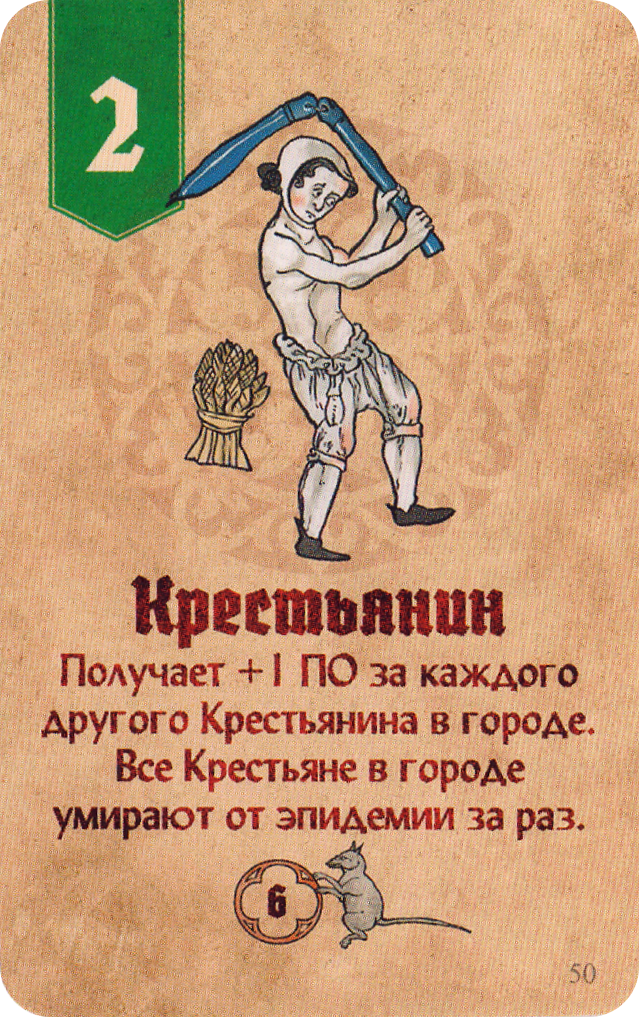 2
Крестьянин
Получает +1 ПО за каждого
другого Крестьянина в городе.
Все Крестьяне в городе
умирают от эпидемии за раз.
6
50